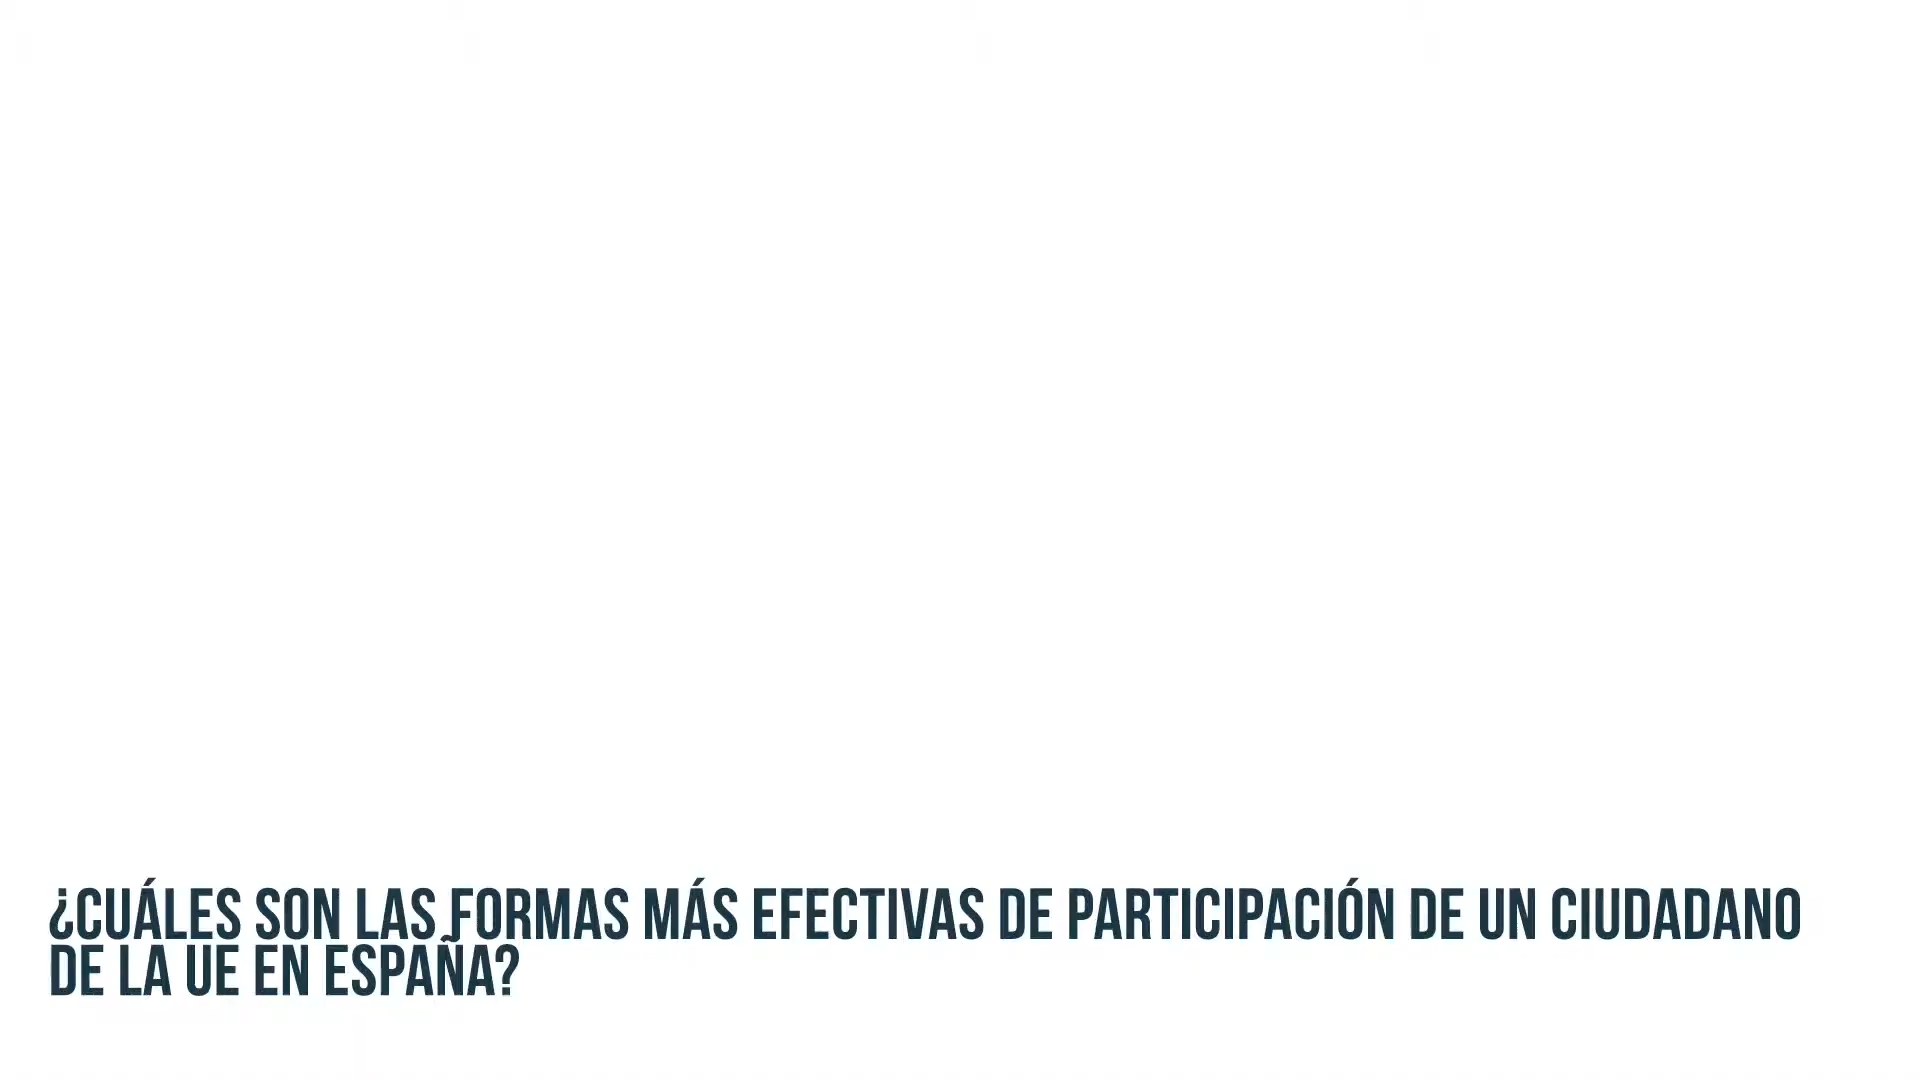 ¿CUÁLES SON LAS FORMAS MÁS EFECTIVAS DE PARTICIPACIÓN DE UN CIUDADANO
DE LA UE EN ESPAÑA?